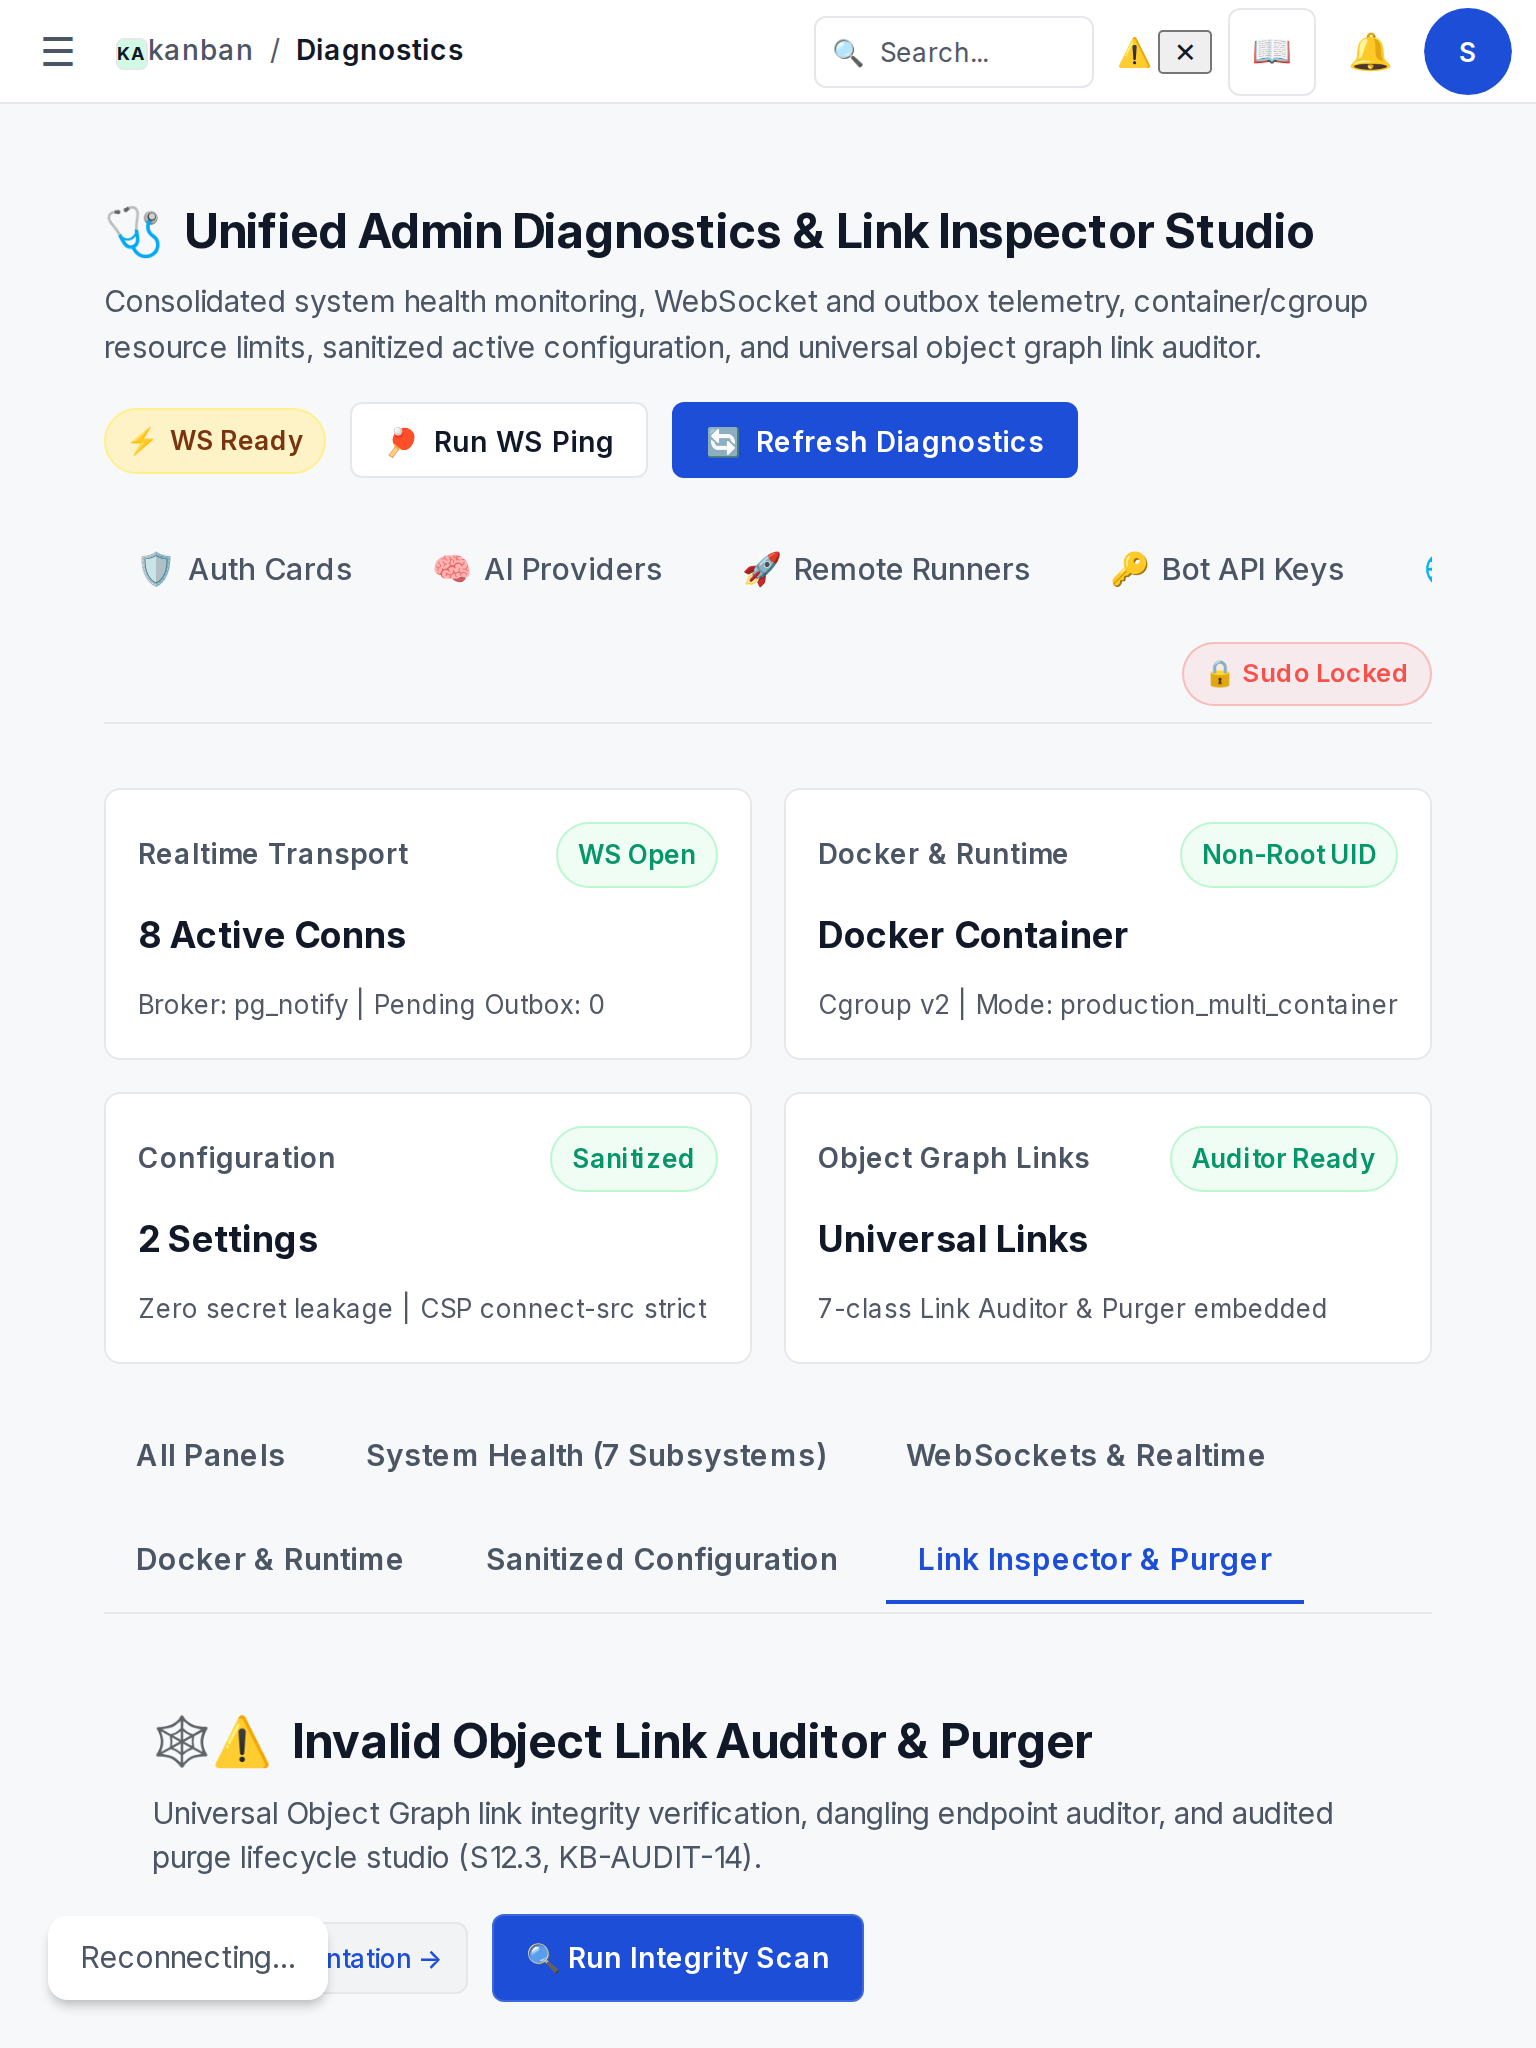 ☰ KA kanban / Diagnostics 🔍 Search... ⚠️ ✕ 📖 🔔 S
🩺 Unified Admin Diagnostics & Link Inspector Studio
Consolidated system health monitoring, WebSocket and outbox telemetry, container/cgroup
resource limits, sanitized active configuration, and universal object graph link auditor.
⚡ WS Ready 🏓 Run WS Ping 🔄 Refresh Diagnostics
🛡️ Auth Cards 🧠 AI Providers 🚀 Remote Runners 🔑 Bot API Keys
🔒 Sudo Locked
Realtime Transport WS Open
8 Active Conns
Broker: pg_notify | Pending Outbox: 0
Docker & Runtime Non-Root UID
Docker Container
Cgroup v2 | Mode: production_multi_container
Configuration Sanitized
2 Settings
Zero secret leakage | CSP connect-src strict
Object Graph Links Auditor Ready
Universal Links
7-class Link Auditor & Purger embedded
All Panels System Health (7 Subsystems) WebSockets & Realtime
Docker & Runtime Sanitized Configuration Link Inspector & Purger
🕸️⚠️ Invalid Object Link Auditor & Purger
Universal Object Graph link integrity verification, dangling endpoint auditor, and audited
purge lifecycle studio (S12.3, KB-AUDIT-14).
Reconnecting... ntation → 🔍 Run Integrity Scan